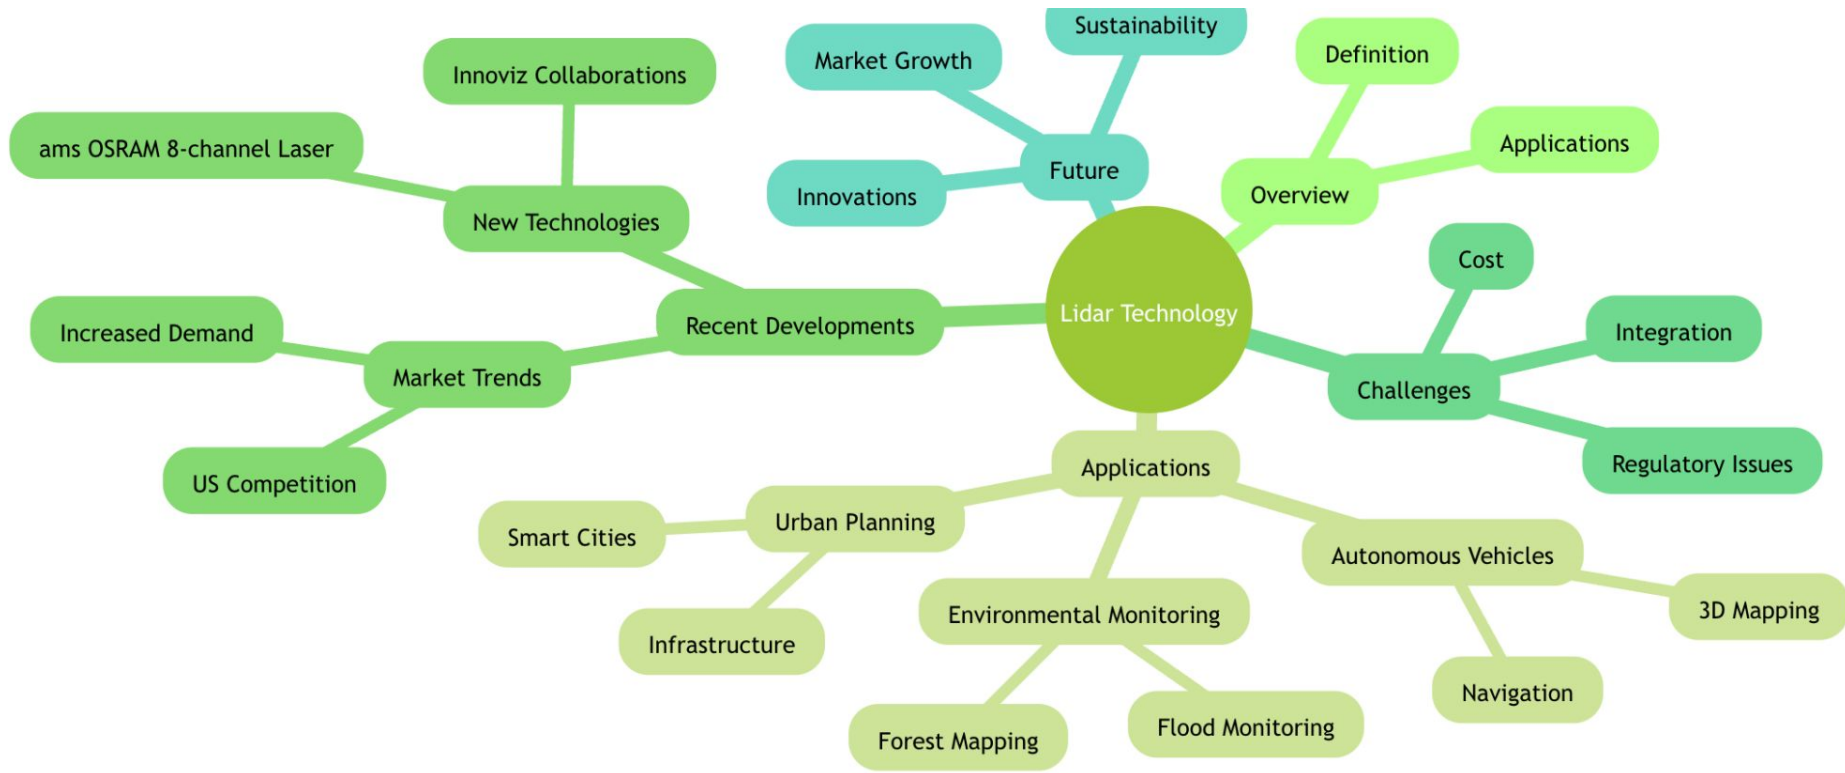 Sustainability
Market Growth
Definition
Innoviz Collaborations
ams OSRAM 8-channel Laser
Applications
Future
Overview
Innovations
New Technologies
Cost
Lidar Technology
Recent Developments
Increased Demand
Integration
Market Trends
Challenges
US Competition
Regulatory Issues
Applications
Urban Planning
Smart Cities
Autonomous Vehicles
Environmental Monitoring
3D Mapping
Infrastructure
Navigation
Forest Mapping
Flood Monitoring